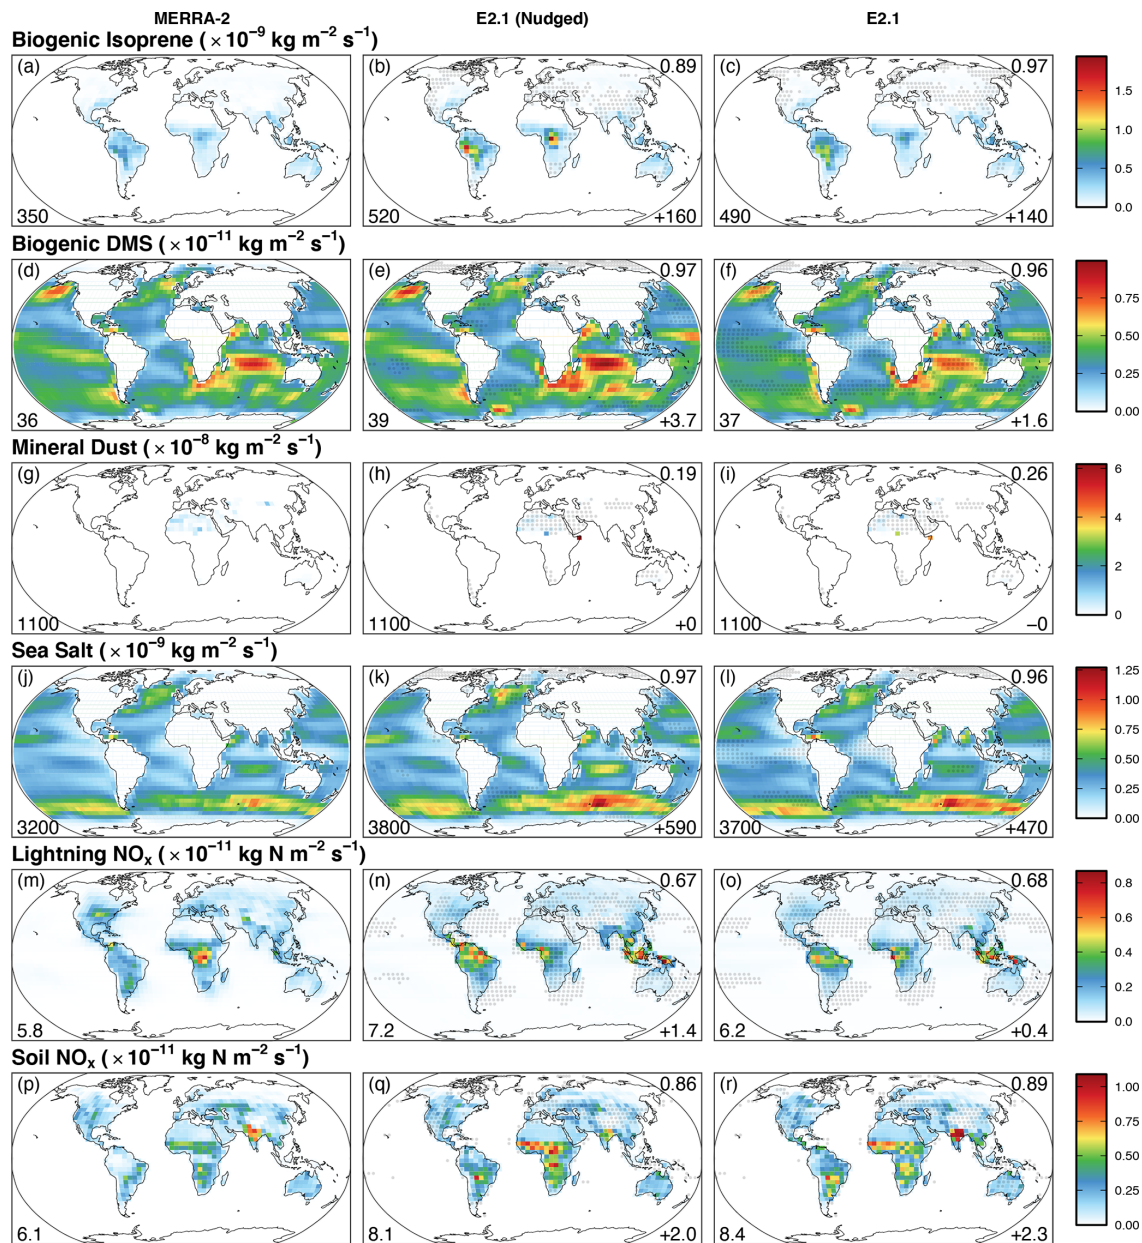 MERRA-2 E2.1 (Nudged) E2.1
Biogenic Isoprene (×10⁻⁹ kg m⁻² s⁻¹)
(a) (b) 0.89 (c) 0.97
1.5
1.0
0.5
0.0
350 520 +160 490 +140
Biogenic DMS (×10⁻¹¹ kg m⁻² s⁻¹)
(d) (e) 0.97 (f) 0.96
0.75
0.50
0.25
0.00
36 39 +3.7 37 +1.6
Mineral Dust (×10⁻⁸ kg m⁻² s⁻¹)
(g) (h) 0.19 (i) 0.26
6
4
2
0
1100 1100 +0 1100 −0
Sea Salt (×10⁻⁹ kg m⁻² s⁻¹)
(j) (k) 0.97 (l) 0.96
1.25
1.00
0.75
0.50
0.25
0.00
3200 3800 +590 3700 +470
Lightning NOₓ (×10⁻¹¹ kg N m⁻² s⁻¹)
(m) (n) 0.67 (o) 0.68
0.8
0.6
0.4
0.2
0.0
5.8 7.2 +1.4 6.2 +0.4
Soil NOₓ (×10⁻¹¹ kg N m⁻² s⁻¹)
(p) (q) 0.86 (r) 0.89
1.00
0.75
0.50
0.25
0.00
6.1 8.1 +2.0 8.4 +2.3